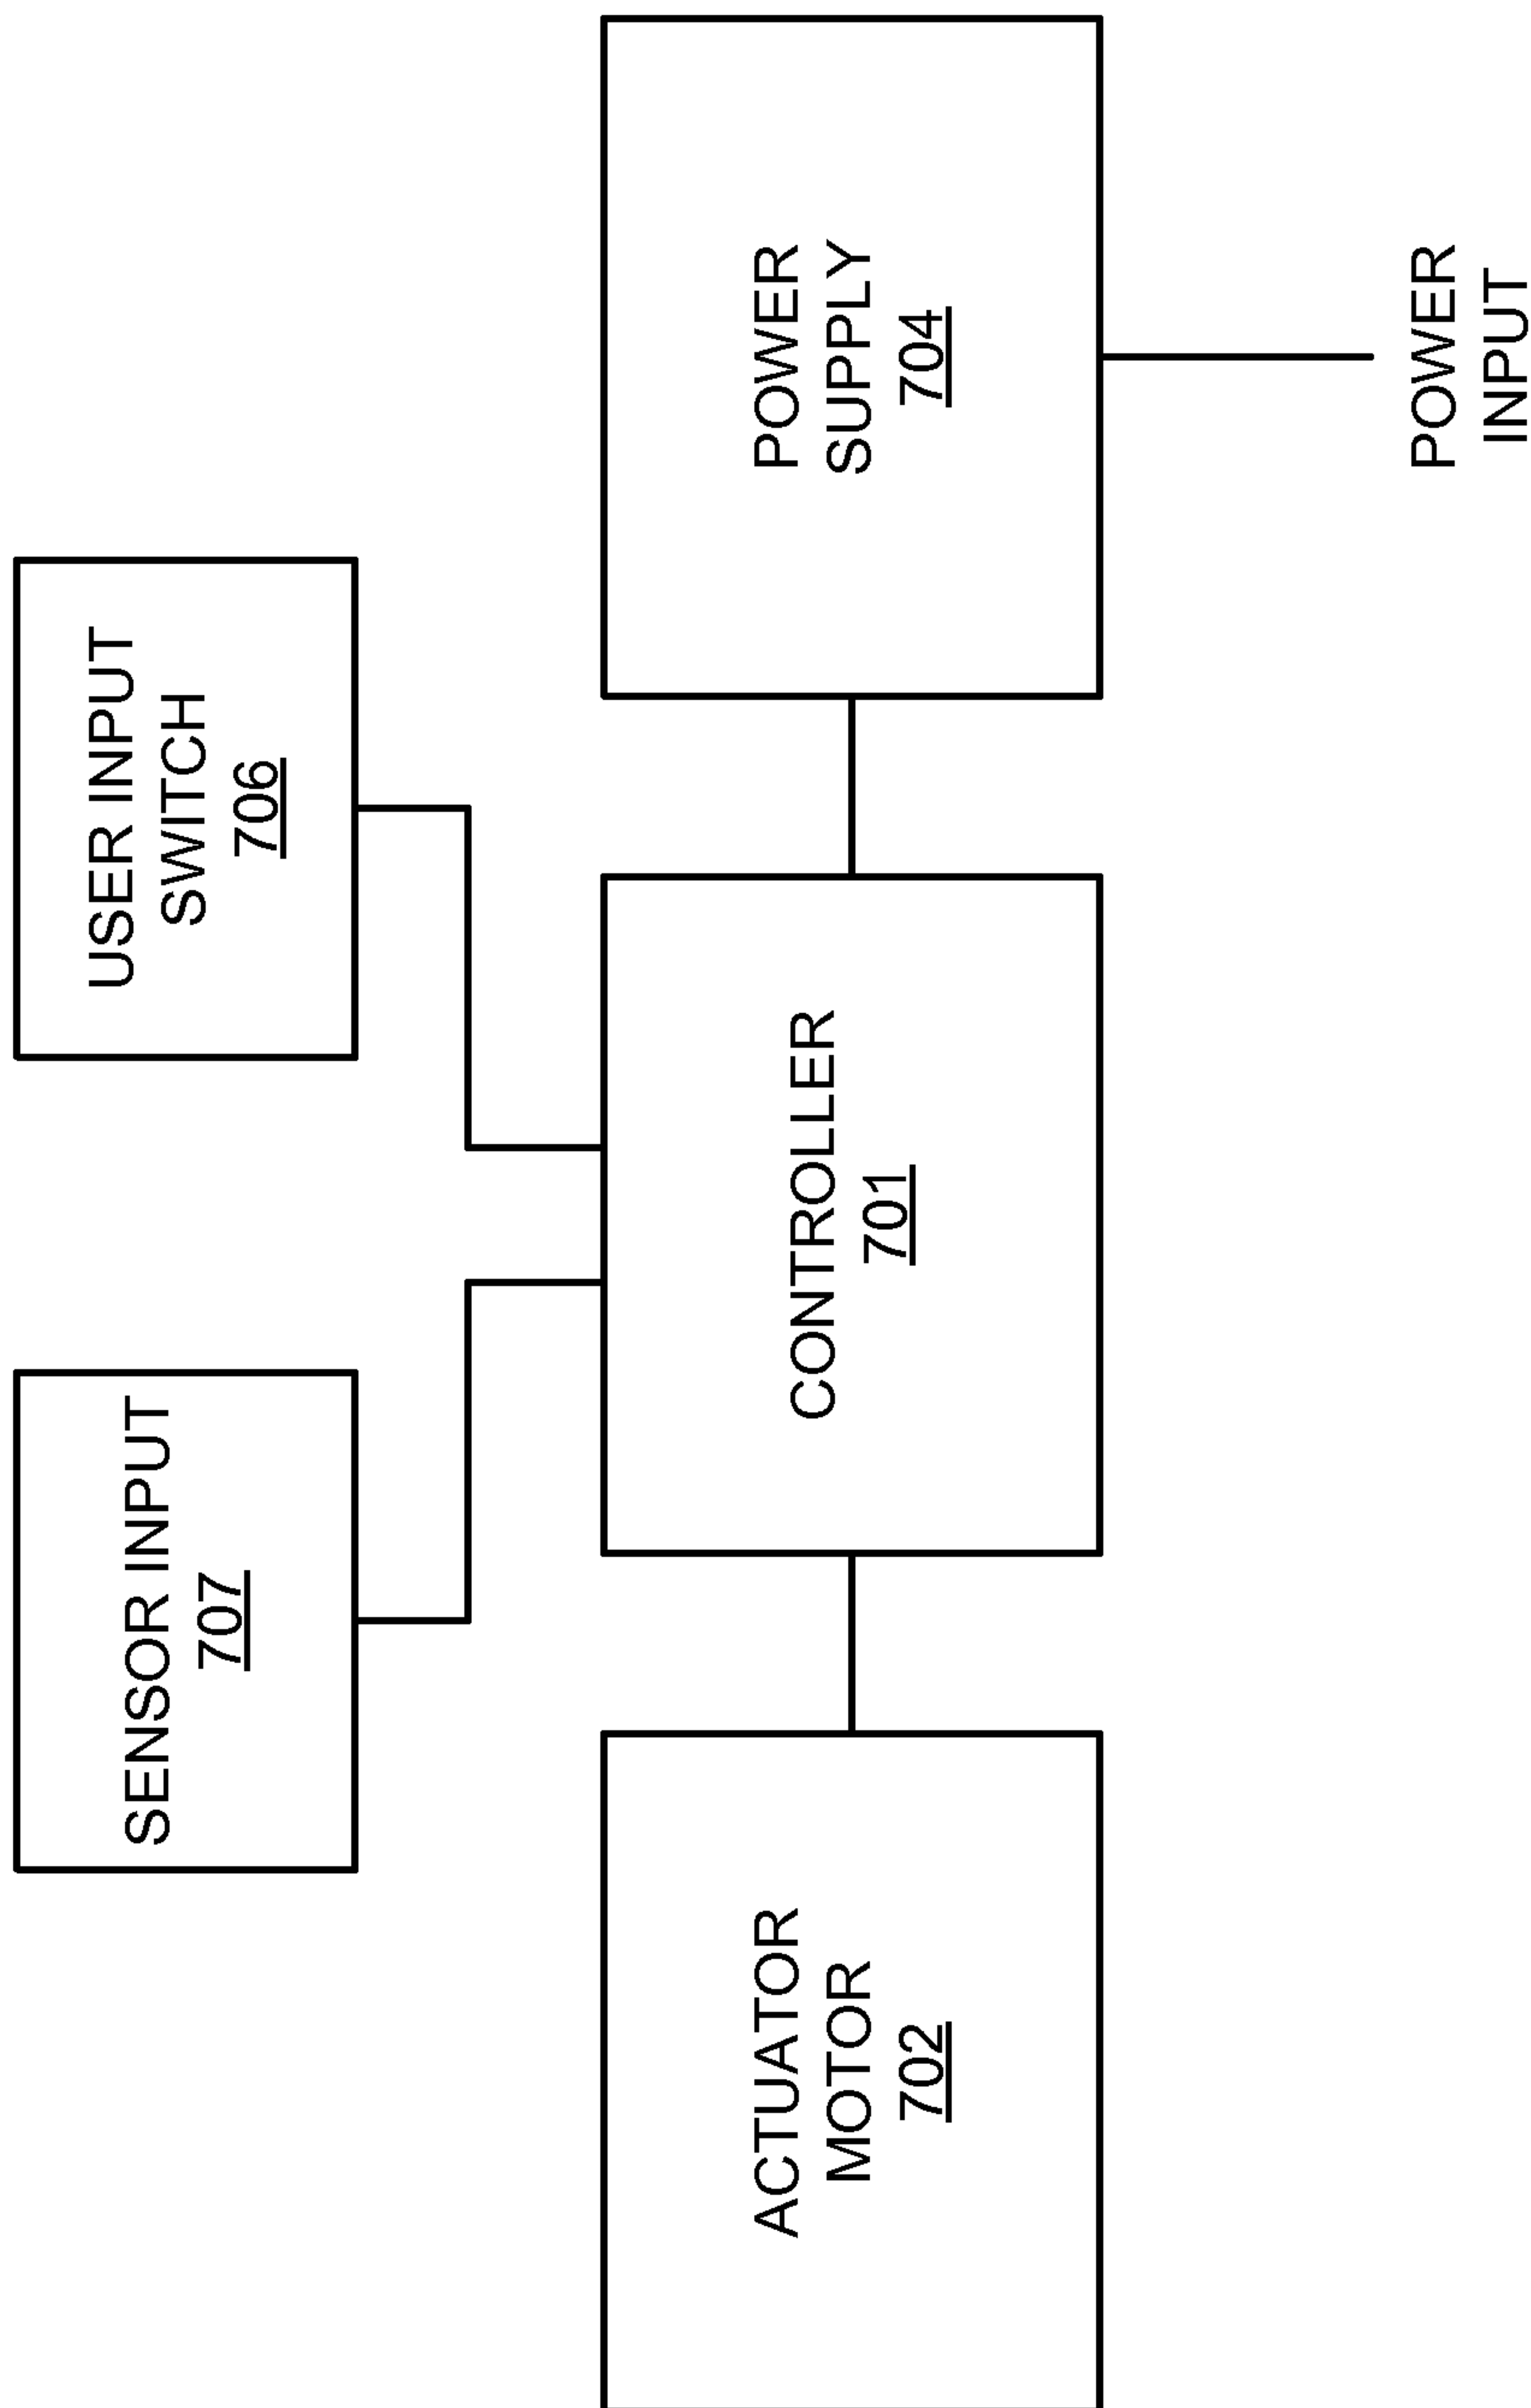 SENSOR INPUT
707
USER INPUT
SWITCH
706
ACTUATOR
MOTOR
702
CONTROLLER
701
POWER
SUPPLY
704
POWER
INPUT